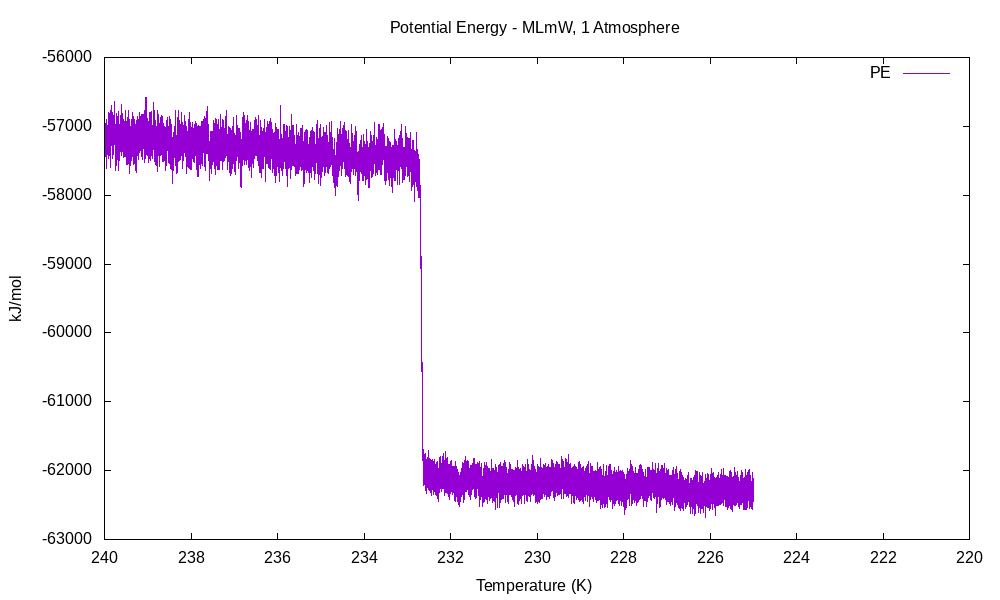 Potential Energy - MLmW, 1 Atmosphere
PE
-56000
-57000
-58000
-59000
-60000
-61000
-62000
-63000
kJ/mol
240 238 236 234 232 230 228 226 224 222 220
Temperature (K)